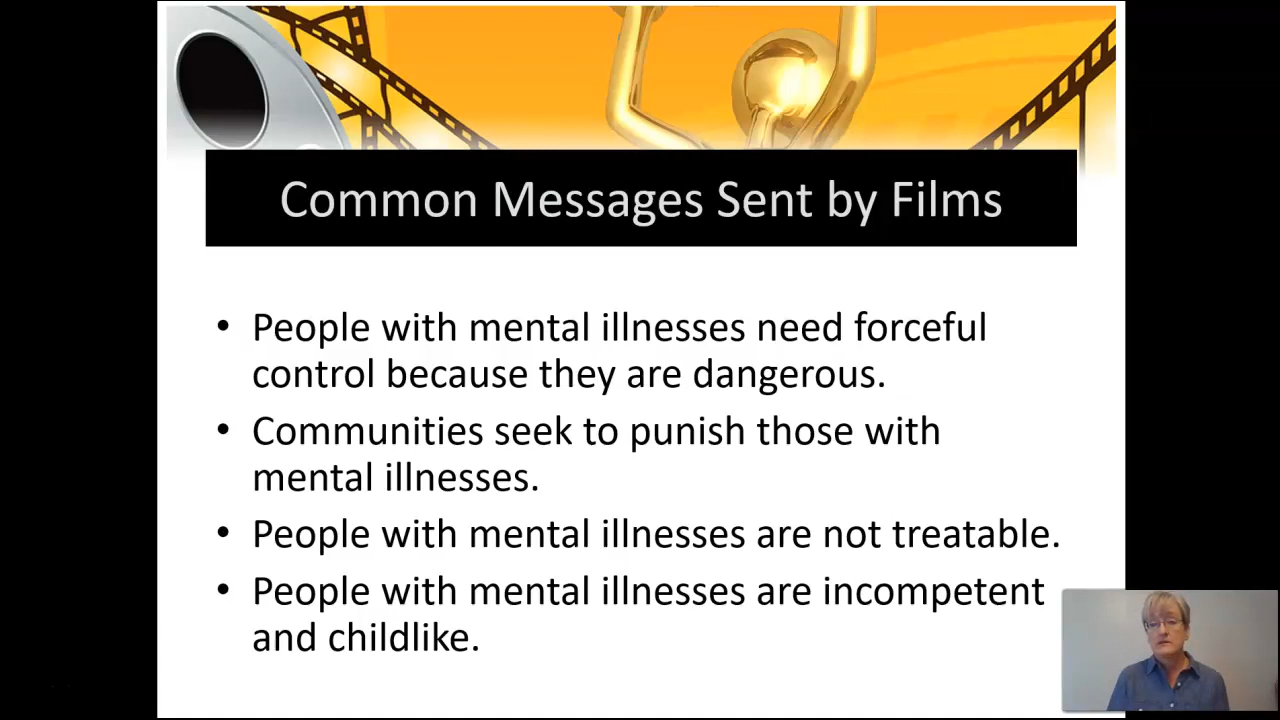 Common Messages Sent by Films
• People with mental illnesses need forceful
control because they are dangerous.
• Communities seek to punish those with
mental illnesses.
• People with mental illnesses are not treatable.
• People with mental illnesses are incompetent
and childlike.